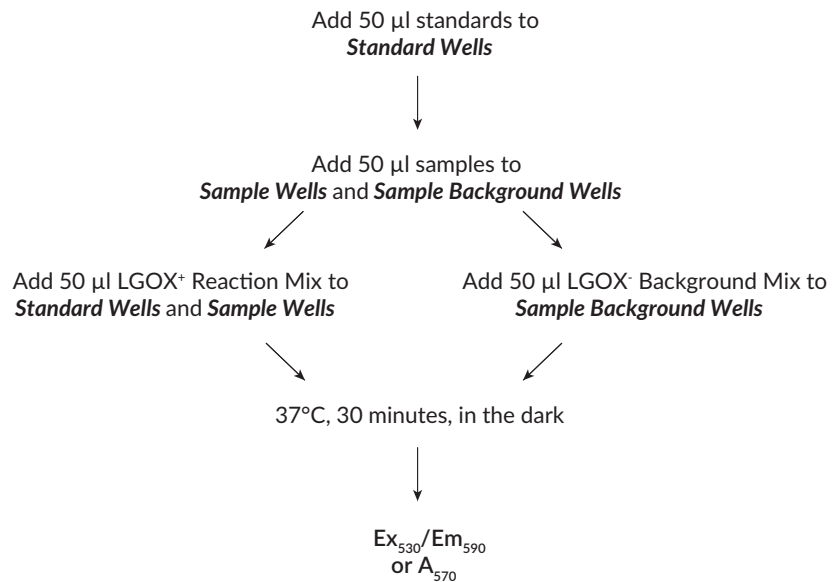 Add 50 µl standards to
Standard Wells
Add 50 µl samples to
Sample Wells and Sample Background Wells
Add 50 µl LGOX⁺ Reaction Mix to
Standard Wells and Sample Wells
Add 50 µl LGOX⁻ Background Mix to
Sample Background Wells
37°C, 30 minutes, in the dark
Ex₅₃₀/Em₅₉₀
or A₅₇₀